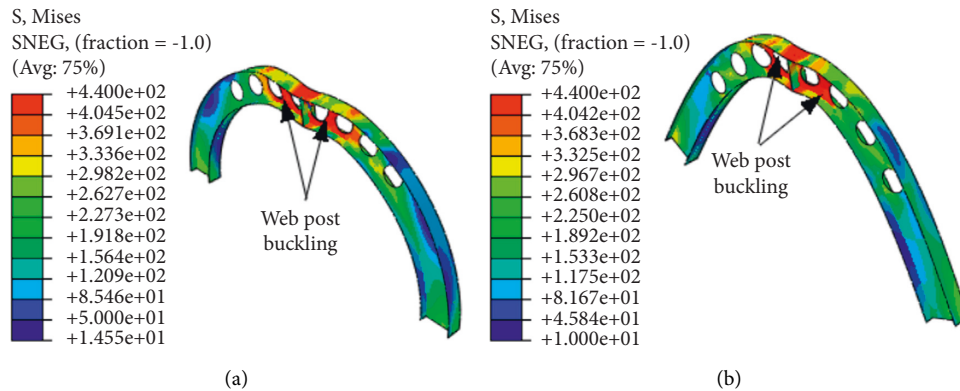 S, Mises
SNEG, (fraction = -1.0)
(Avg: 75%)
+4.400e+02
+4.045e+02
+3.691e+02
+3.336e+02
+2.982e+02
+2.627e+02
+2.273e+02
+1.918e+02
+1.564e+02
+1.209e+02
+8.546e+01
+5.000e+01
+1.455e+01
Web post
buckling
(a)
S, Mises
SNEG, (fraction = -1.0)
(Avg: 75%)
+4.400e+02
+4.042e+02
+3.683e+02
+3.325e+02
+2.967e+02
+2.608e+02
+2.250e+02
+1.892e+02
+1.533e+02
+1.175e+02
+8.167e+01
+4.584e+01
+1.000e+01
Web post
buckling
(b)